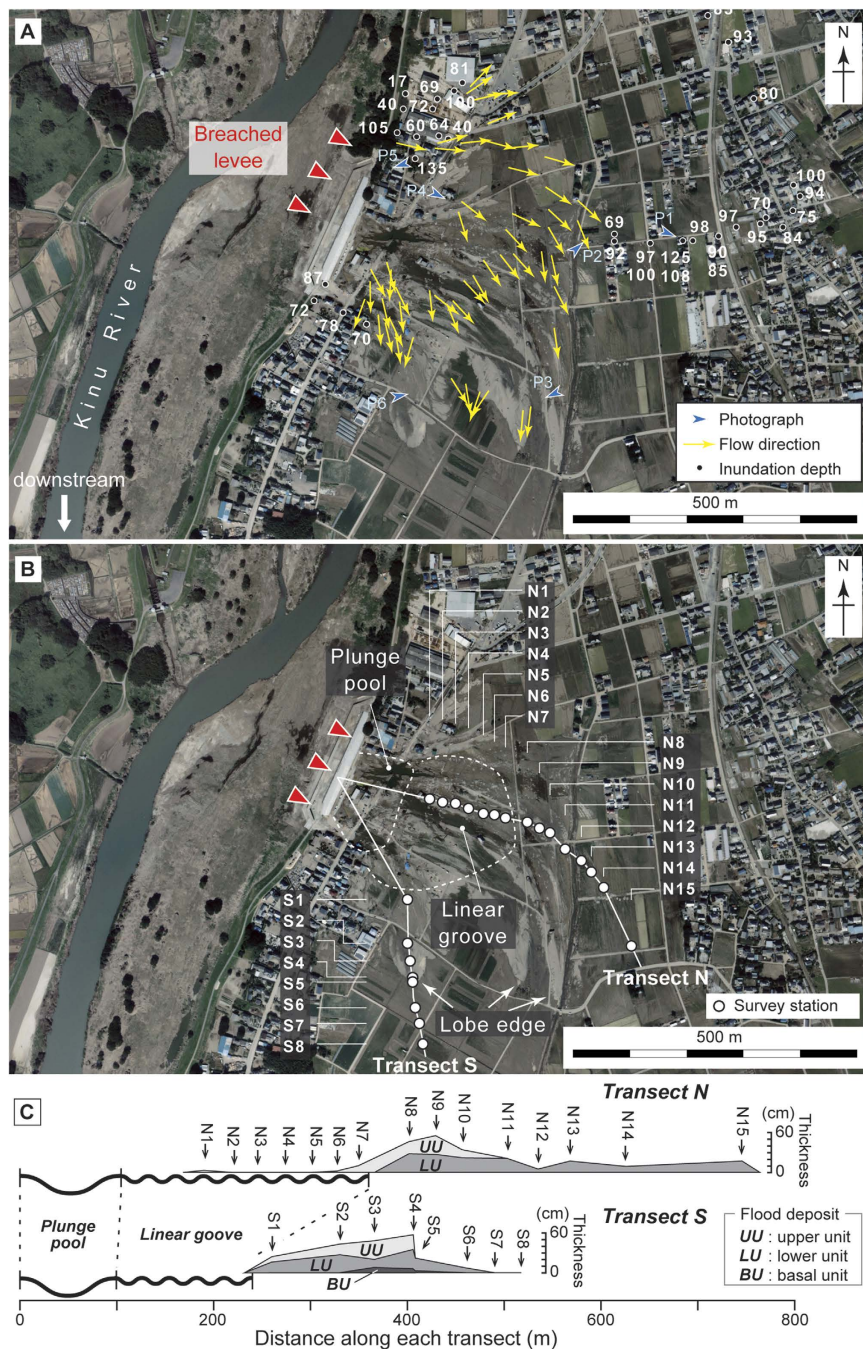 A
85
93
81
17
69
100
80
40
72
Breached
levee
105
60
64
40
P5
135
P4
100
94
70
75
69
P1
98
97
95
84
P2
92
97
125
90
100
108
85
87
72
78
70
P3
P6
Kinu River
downstream
N
Photograph
Flow direction
Inundation depth
500 m
B
N
N1
N2
N3
N4
N5
N6
N7
Plunge
pool
N8
N9
N10
N11
N12
N13
N14
N15
S1
S2
S3
S4
S5
S6
S7
S8
Linear
groove
Transect N
Lobe edge
Survey station
Transect S
500 m
C
Transect N
N1
N2
N3
N4
N5
N6
N7
N8
N9
N10
N11
N12
N13
N14
N15
(cm)
60
0
Thickness
UU
LU
Plunge
pool
Linear goove
Transect S
S1
S2
S3
S4
S5
S6
S7
S8
(cm)
60
0
Thickness
UU
LU
BU
Flood deposit
UU : upper unit
LU : lower unit
BU : basal unit
0
200
400
600
800
Distance along each transect (m)